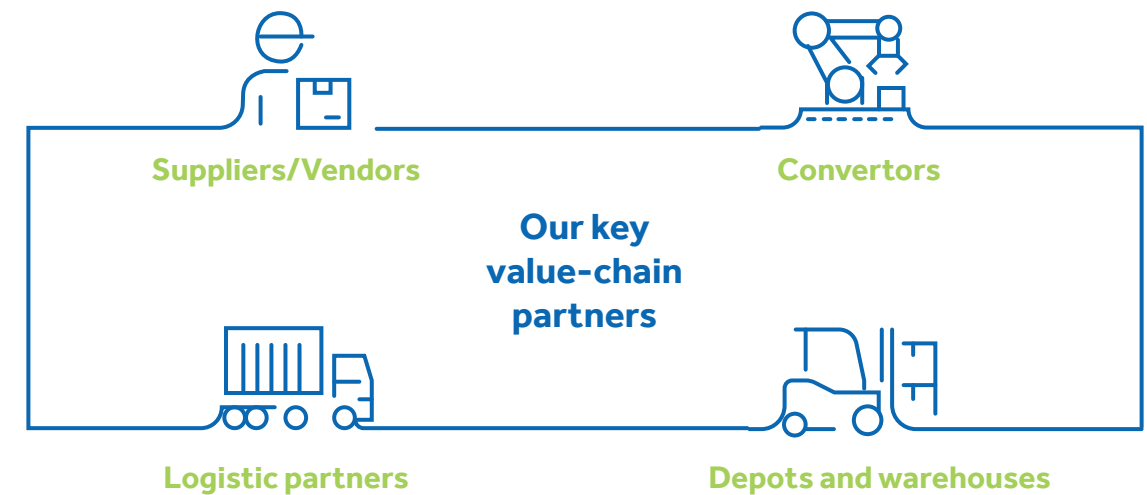 Suppliers/Vendors
Convertors
Our key
value-chain
partners
Logistic partners
Depots and warehouses